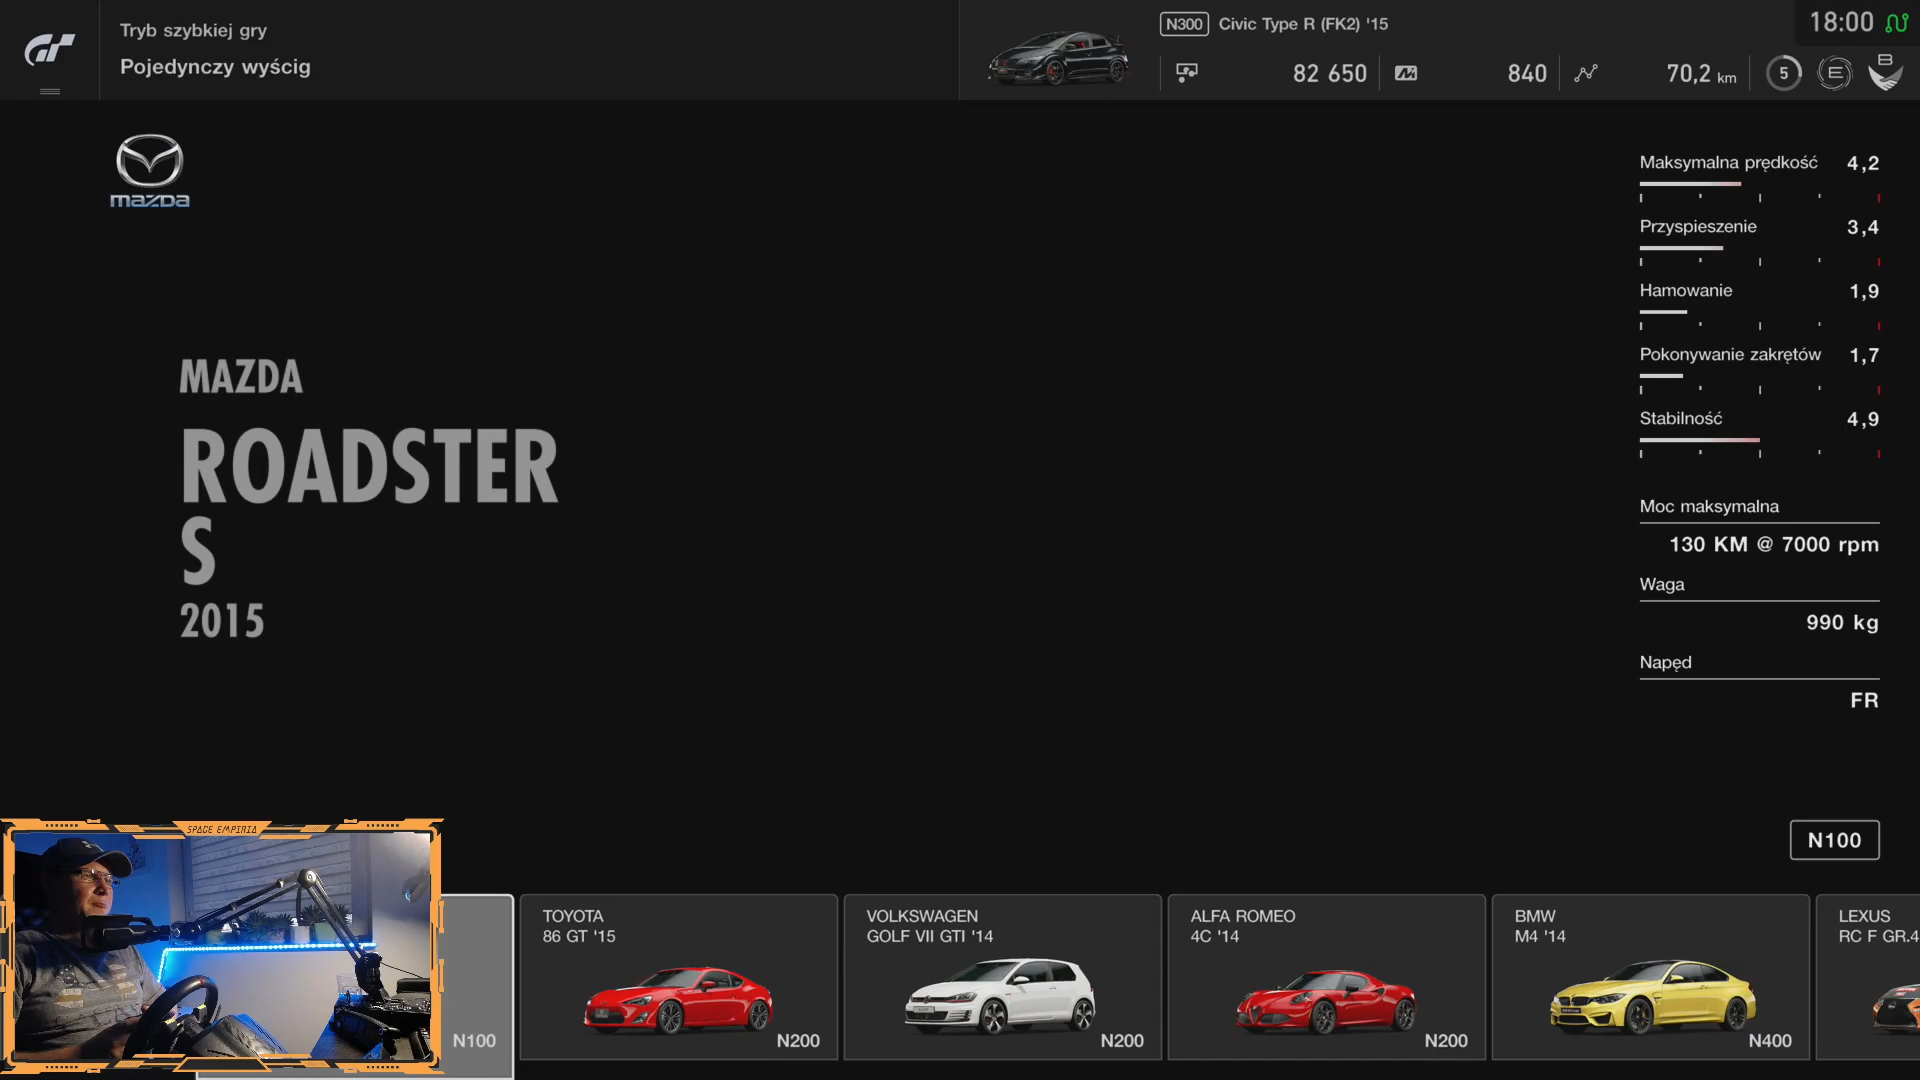 Tryb szybkiej gry
Pojedynczy wyścig
N300 Civic Type R (FK2) '15
82 650
840
70,2 km
5
E
B
18:00
mazda
MAZDA
ROADSTER
S
2015
Maksymalna prędkość 4,2
Przyspieszenie 3,4
Hamowanie 1,9
Pokonywanie zakrętów 1,7
Stabilność 4,9
Moc maksymalna
130 KM @ 7000 rpm
Waga
990 kg
Napęd
FR
N100
SPACE EMPIRIA
N100
TOYOTA
86 GT '15
N200
VOLKSWAGEN
GOLF VII GTI '14
N200
ALFA ROMEO
4C '14
N200
BMW
M4 '14
N400
LEXUS
RC F GR.4